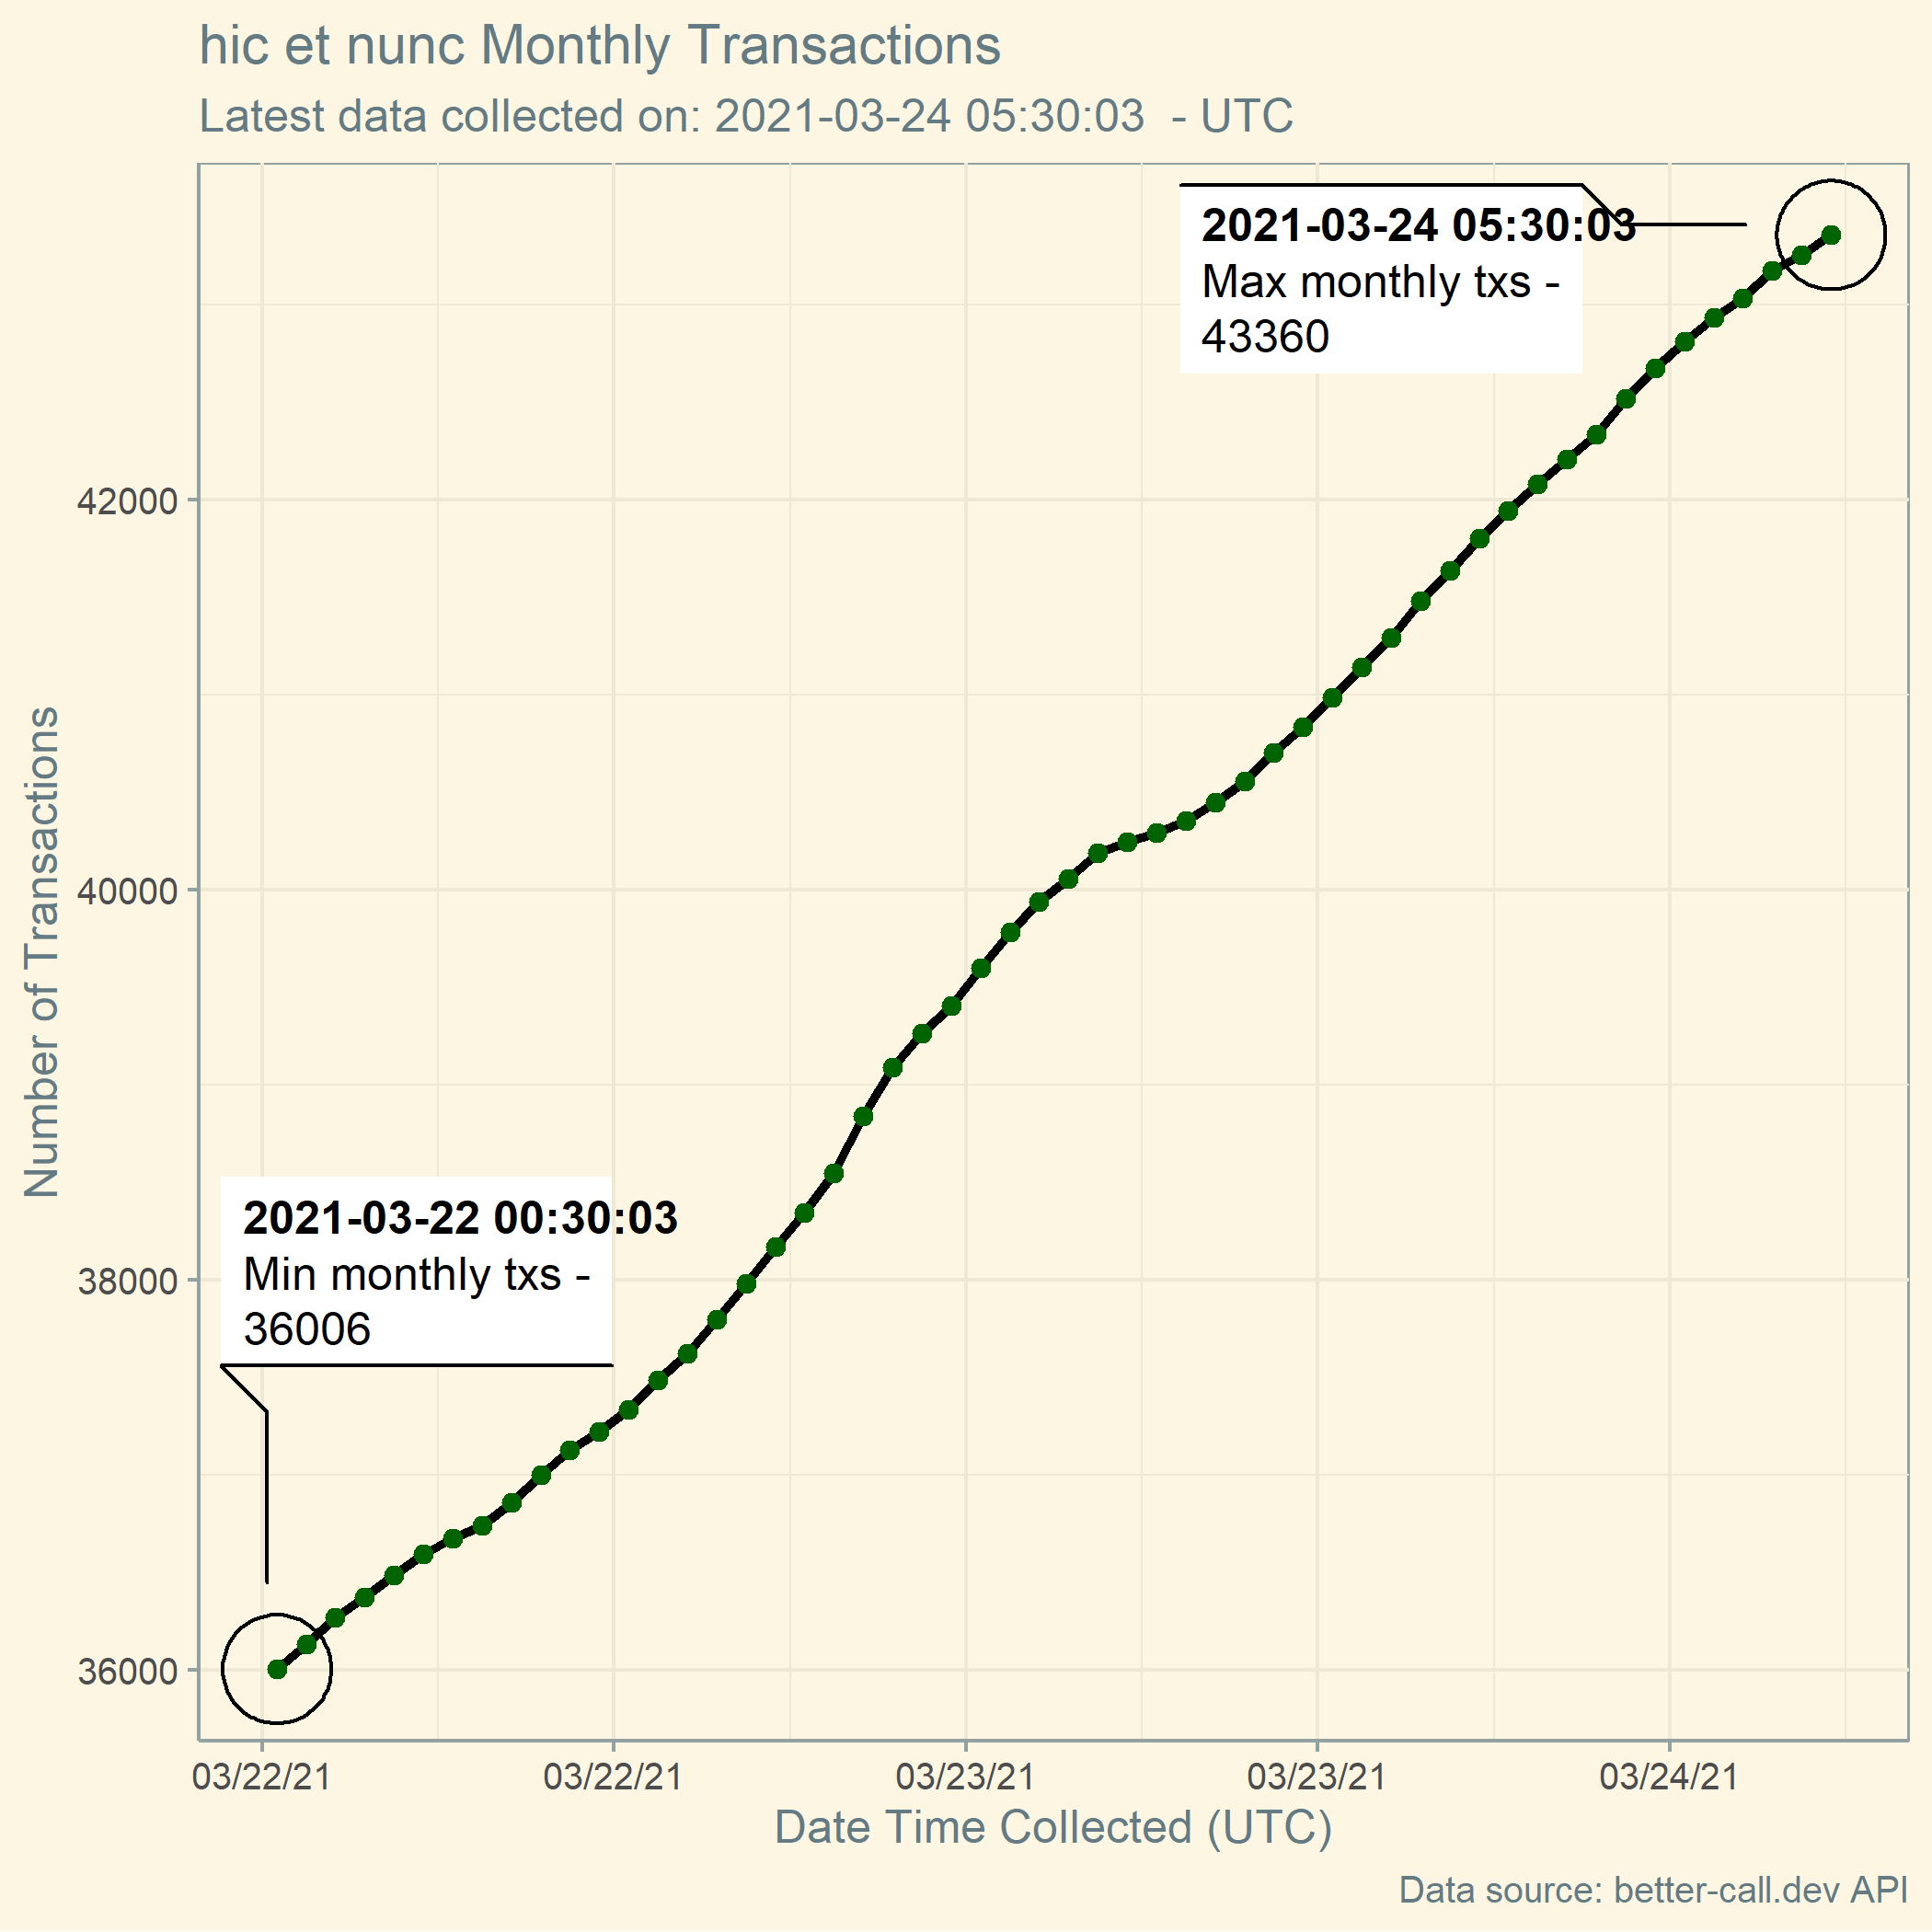 hic et nunc Monthly Transactions
Latest data collected on: 2021-03-24 05:30:03  - UTC
2021-03-24 05:30:03
Max monthly txs -
43360
42000
40000
38000
36000
Number of Transactions
2021-03-22 00:30:03
Min monthly txs -
36006
03/22/21 03/22/21 03/23/21 03/23/21 03/24/21
Date Time Collected (UTC)
Data source: better-call.dev API